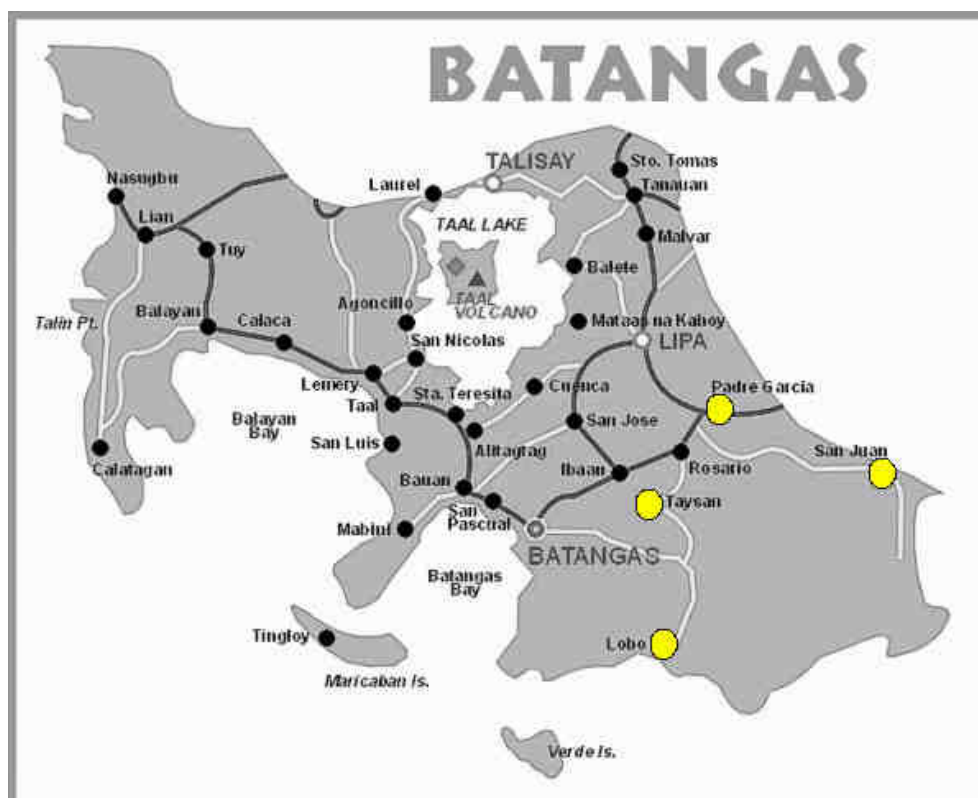 BATANGAS
TALISAY
Sto. Tomas
Nasugbu
Laurel
Tanauan
Lian
TAAL LAKE
Malvar
Tuy
Balete
TAAL
VOLCANO
Agoncillo
Talin Pt.
Balayan
Calaca
Mataas na Kahoy
San Nicolas
LIPA
Lemery
Sta. Teresita
Cuenca
Padre Garcia
Taal
Balayan
Bay
San Luis
San Jose
Alitagtag
San Juan
Calatagan
Ibaan
Rosario
Bauan
San
Pascual
Taysan
Mabini
BATANGAS
Batangas
Bay
Tingloy
Lobo
Maricaban Is.
Verde Is.